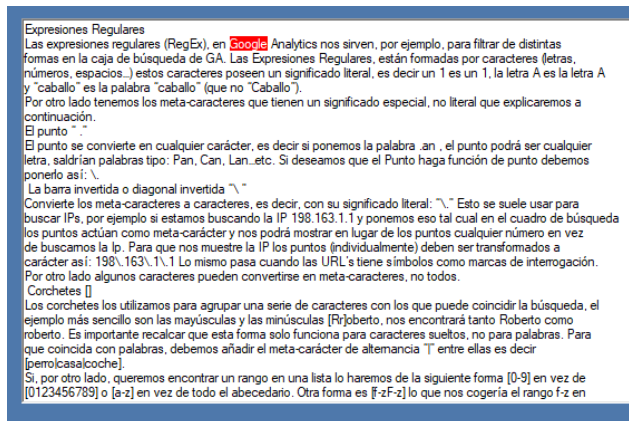 Expresiones Regulares
Las expresiones regulares (RegEx), en Google Analytics nos sirven, por ejemplo, para filtrar de distintas
formas en la caja de búsqueda de GA. Las Expresiones Regulares, están formadas por caracteres (letras,
números, espacios...) estos caracteres poseen un significado literal, es decir un 1 es un 1, la letra A es la letra A
y "caballo" es la palabra "caballo" (que no "Caballo").
Por otro lado tenemos los meta-caracteres que tienen un significado especial, no literal que explicaremos a
continuación.
El punto " ."
El punto se convierte en cualquier carácter, es decir si ponemos la palabra .an , el punto podrá ser cualquier
letra, saldrían palabras tipo: Pan, Can, Lan..etc. Si deseamos que el Punto haga función de punto debemos
ponerlo así: \.
La barra invertida o diagonal invertida "\ "
Convierte los meta-caracteres a caracteres, es decir, con su significado literal: "\." Esto se suele usar para
buscar IPs, por ejemplo si estamos buscando la IP 198.163.1.1 y ponemos eso tal cual en el cuadro de búsqueda
los puntos actúan como meta-carácter y nos podrá mostrar en lugar de los puntos cualquier número en vez
de buscarnos la Ip. Para que nos muestre la IP los puntos (individualmente) deben ser transformados a
carácter así: 198\.163\.1\.1 Lo mismo pasa cuando las URL's tiene símbolos como marcas de interrogación.
Por otro lado algunos caracteres pueden convertirse en meta-caracteres, no todos.
Corchetes []
Los corchetes los utilizamos para agrupar una serie de caracteres con los que puede coincidir la búsqueda, el
ejemplo más sencillo son las mayúsculas y las minúsculas [Rr]oberto, nos encontrará tanto Roberto como
roberto. Es importante recalcar que esta forma solo funciona para caracteres sueltos, no para palabras. Para
que coincida con palabras, debemos añadir el meta-carácter de alternancia "|" entre ellas es decir
[perro|casa|coche].
Si, por otro lado, queremos encontrar un rango en una lista lo haremos de la siguiente forma [0-9] en vez de
[0123456789] o [a-z] en vez de todo el abecedario. Otra forma es [f-zF-z] lo que nos cogería el rango f-z en